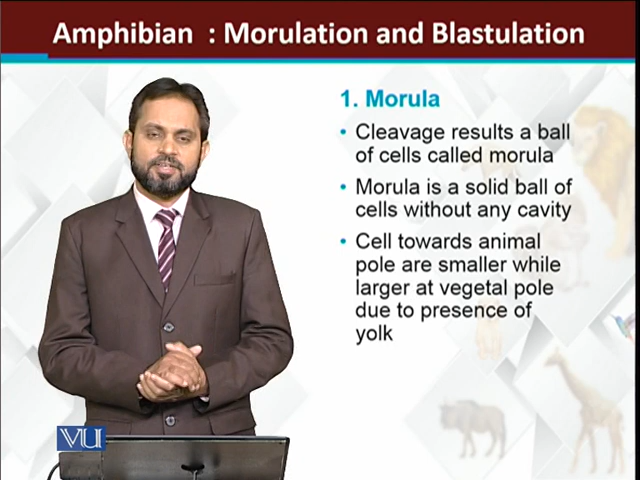 Amphibian : Morulation and Blastulation
1. Morula
• Cleavage results a ball
of cells called morula
• Morula is a solid ball of
cells without any cavity
• Cell towards animal
pole are smaller while
larger at vegetal pole
due to presence of
yolk
VU